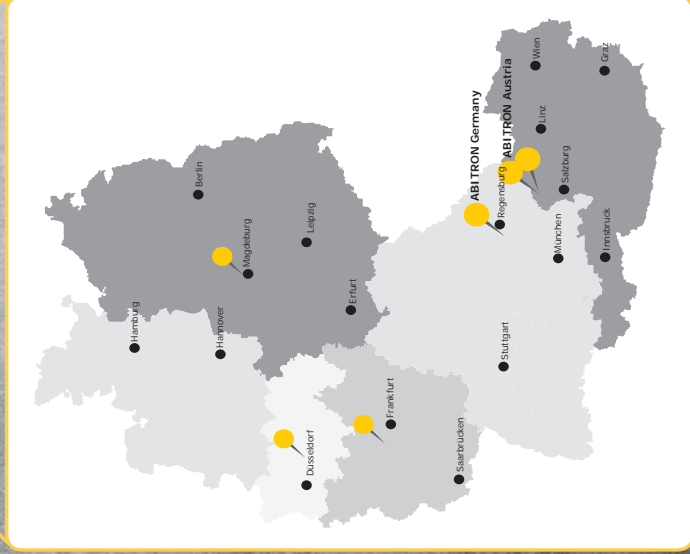 Wien
Graz
ABITRON Austria
ABITRON Germany
Linz
Salzburg
Regensburg
Berlin
Leipzig
Magdeburg
München
Innsbruck
Erfurt
Hamburg
Hannover
Stuttgart
Frankfurt
Düsseldorf
Saarbrücken